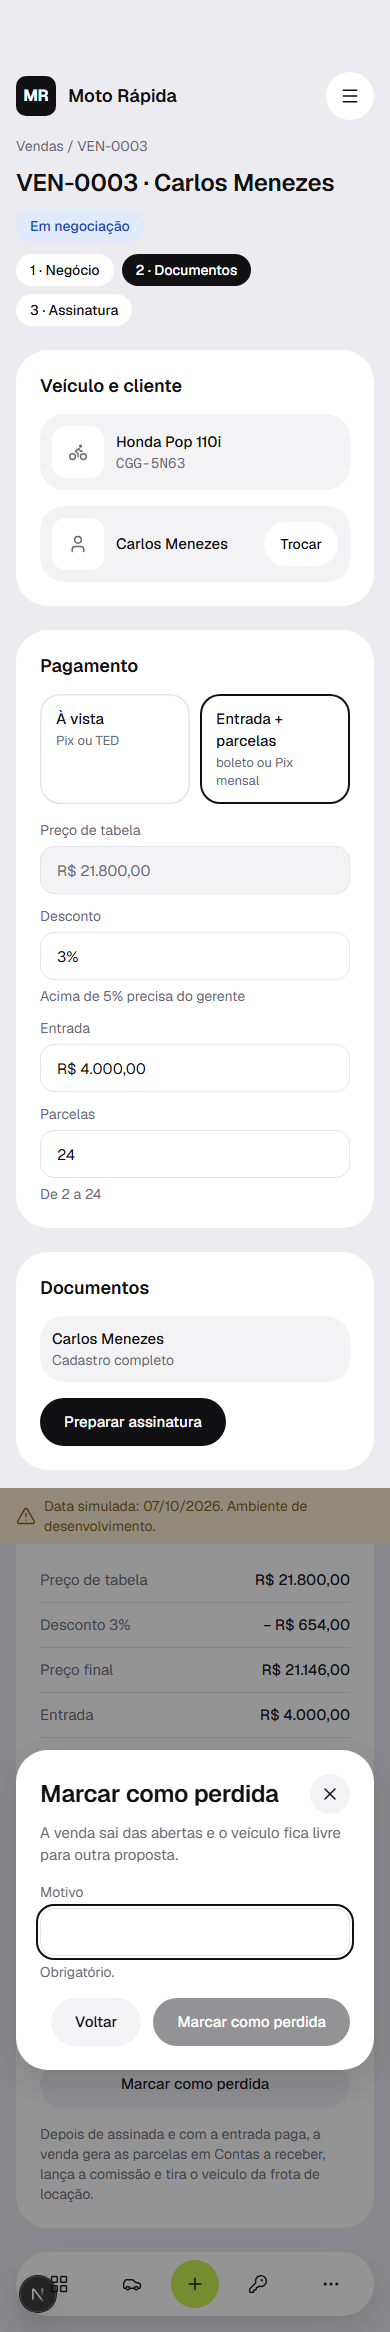 MR Moto Rápida
Vendas / VEN-0003
VEN-0003 · Carlos Menezes
Em negociação
1 · Negócio
2 · Documentos
3 · Assinatura
Veículo e cliente
Honda Pop 110i
CGG-5N63
Carlos Menezes
Trocar
Pagamento
À vista
Pix ou TED
Entrada +
parcelas
boleto ou Pix
mensal
Preço de tabela
R$ 21.800,00
Desconto
3%
Acima de 5% precisa do gerente
Entrada
R$ 4.000,00
Parcelas
24
De 2 a 24
Documentos
Carlos Menezes
Cadastro completo
Preparar assinatura
Data simulada: 07/10/2026. Ambiente de
desenvolvimento.
Preço de tabela R$ 21.800,00
Desconto 3% − R$ 654,00
Preço final R$ 21.146,00
Entrada R$ 4.000,00
Marcar como perdida
A venda sai das abertas e o veículo fica livre
para outra proposta.
Motivo
Obrigatório.
Voltar
Marcar como perdida
Marcar como perdida
Depois de assinada e com a entrada paga, a
venda gera as parcelas em Contas a receber,
lança a comissão e tira o veículo da frota de
locação.
N